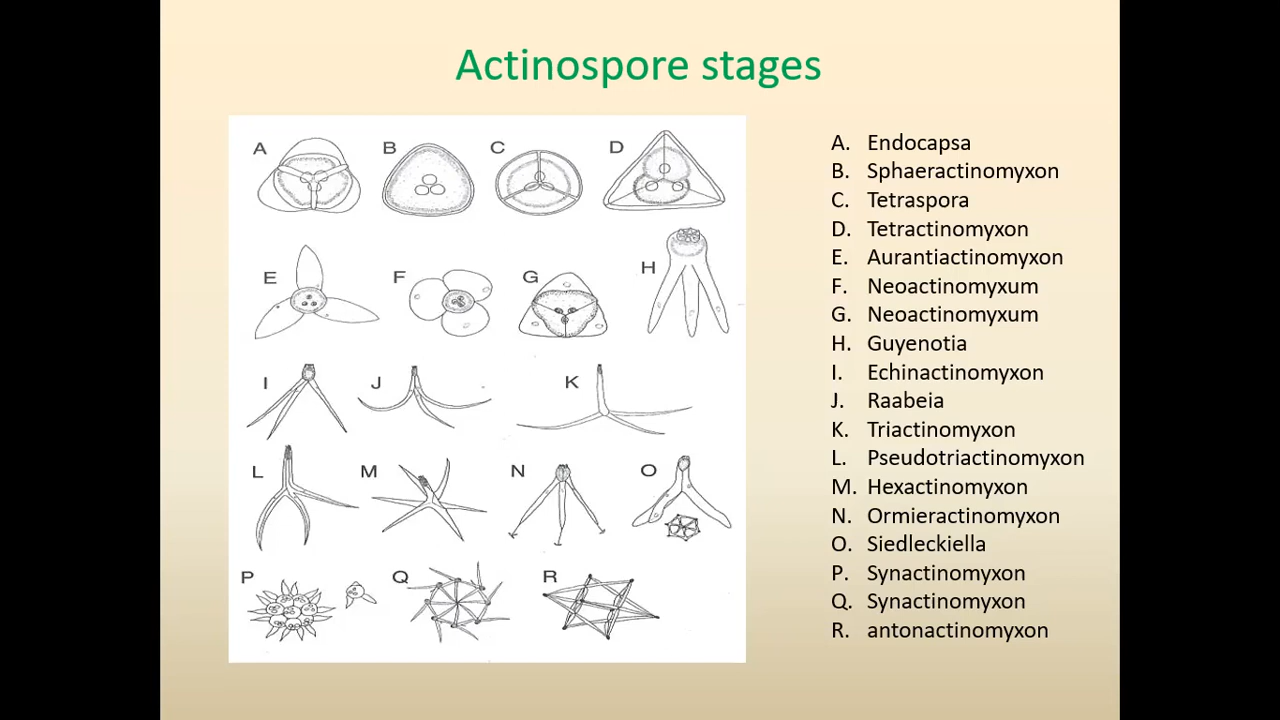 Actinospore stages
A B C D
E F G H
I J K
L M N O
P Q R
A. Endocapsa
B. Sphaeractinomyxon
C. Tetraspora
D. Tetractinomyxon
E. Aurantiactinomyxon
F. Neoactinomyxum
G. Neoactinomyxum
H. Guyenotia
I. Echinactinomyxon
J. Raabeia
K. Triactinomyxon
L. Pseudotriactinomyxon
M. Hexactinomyxon
N. Ormieractinomyxon
O. Siedleckiella
P. Synactinomyxon
Q. Synactinomyxon
R. antonactinomyxon